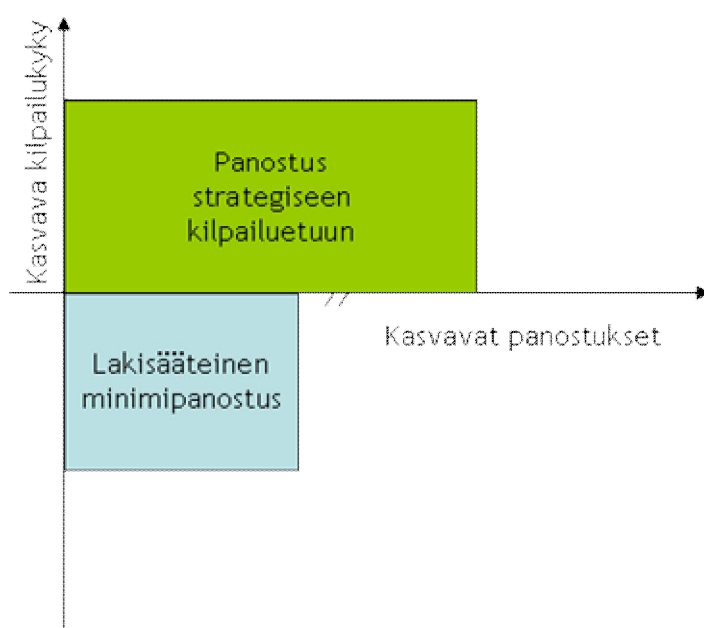 Kasvava kilpailukyky
Panostus
strategiseen
kilpailuetuun
Kasvavat panostukset
Lakisääteinen
minimipanostus